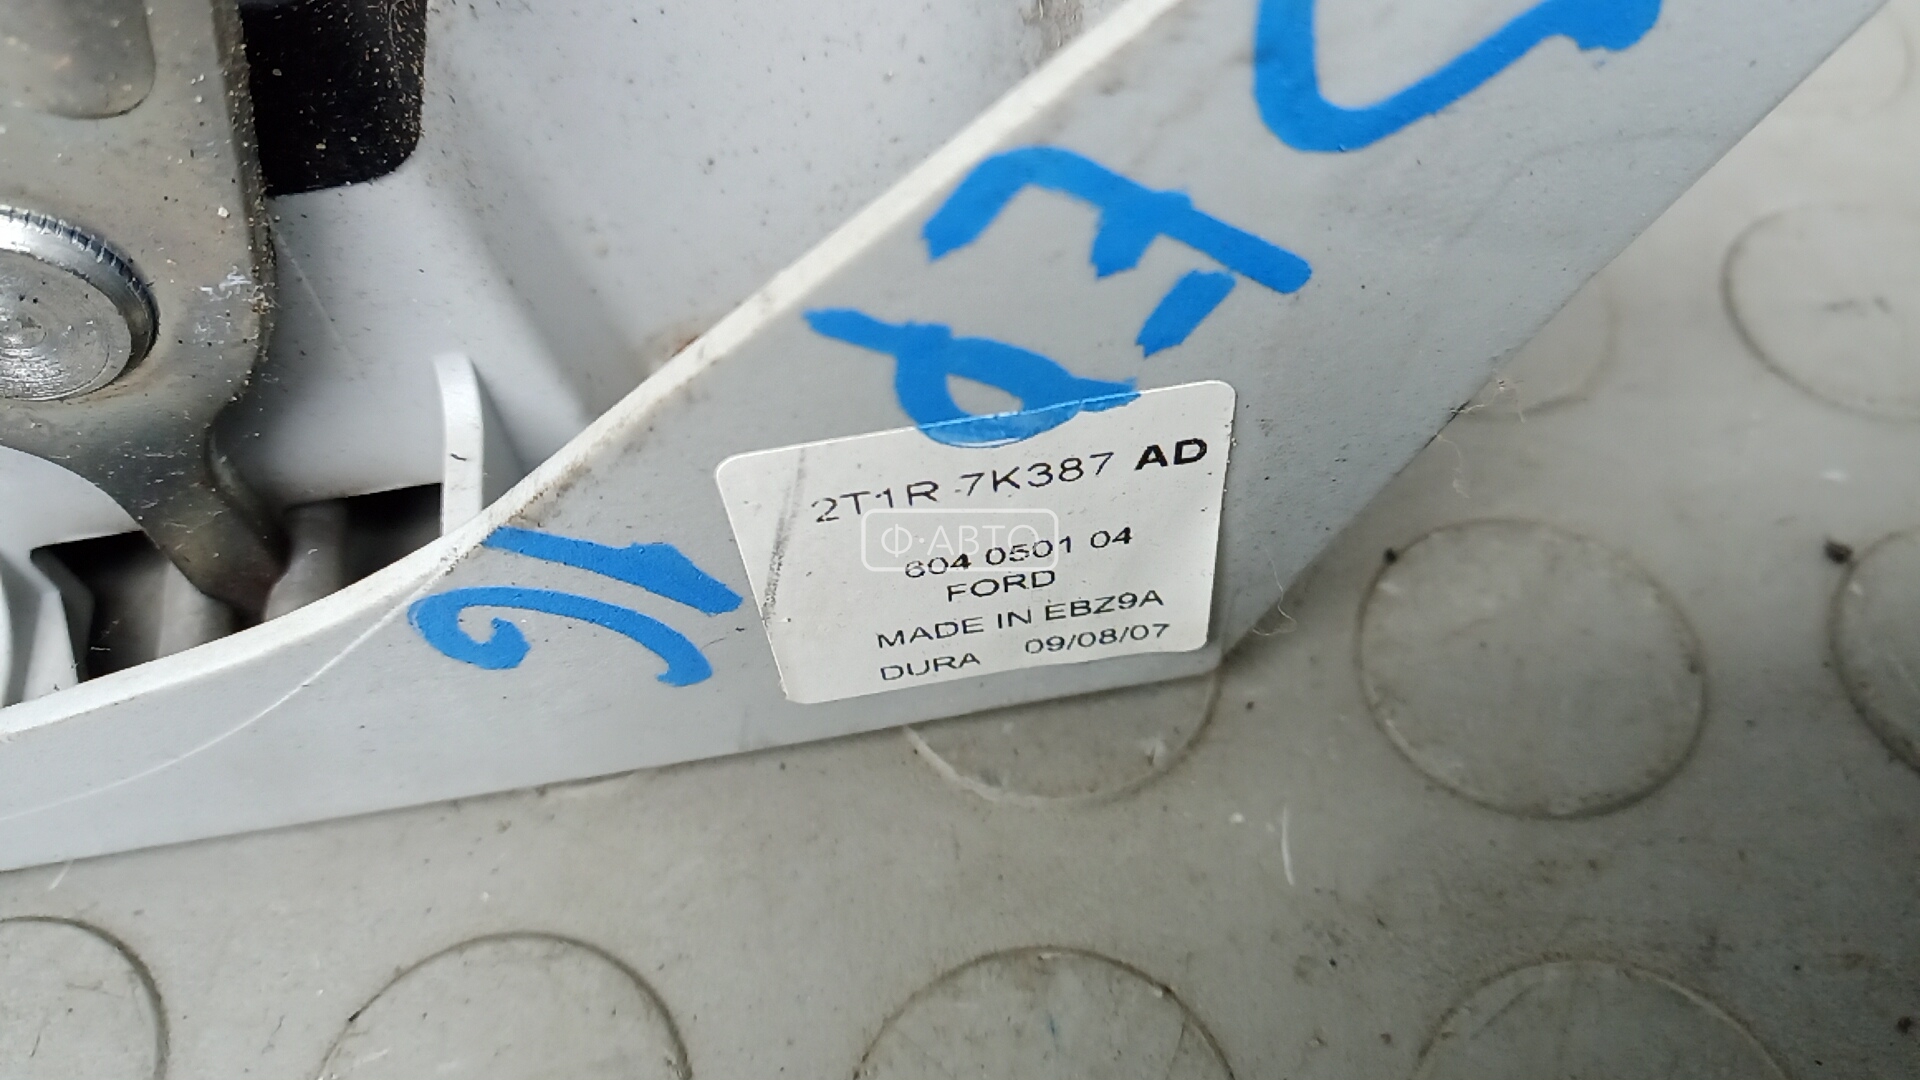 2T1R 7K387 AD
Ф·АВТО
604 0501 04
FORD
MADE IN EBZ9A
DURA 09/08/07